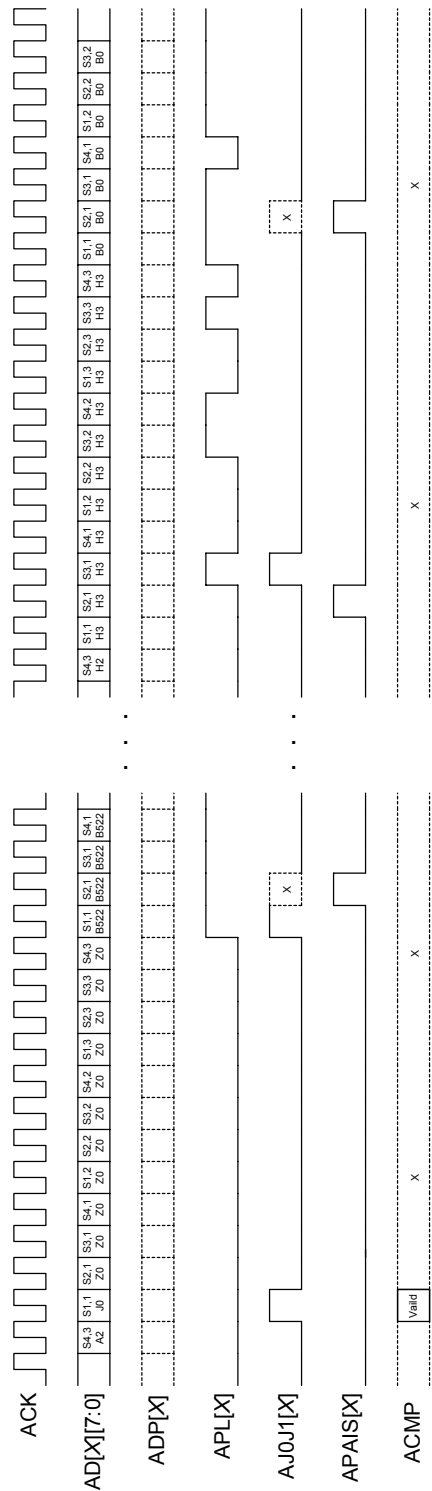 ACK
AD[X][7:0]
S4,3 S1,1 S2,1 S3,1 S4,1 S1,2 S2,2 S3,2 S4,2 S1,3 S2,3 S3,3 S4,3 S1,1 S2,1 S3,1 S4,1 S4,3 S1,1 S2,1 S3,1 S4,1 S1,2 S2,2 S3,2 S4,2 S1,3 S2,3 S3,3 S4,3 S1,1 S2,1 S3,1 S4,1 S1,2 S2,2 S3,2
A2 J0 Z0 Z0 Z0 Z0 Z0 Z0 Z0 Z0 Z0 Z0 Z0 B522 B522 B522 B522 H2 H3 H3 H3 H3 H3 H3 H3 H3 H3 H3 H3 H3 B0 B0 B0 B0 B0 B0 B0
. . .
ADP[X]
APL[X]
AJ0J1[X] X . . . X
APAIS[X]
ACMP Vaild X X X X